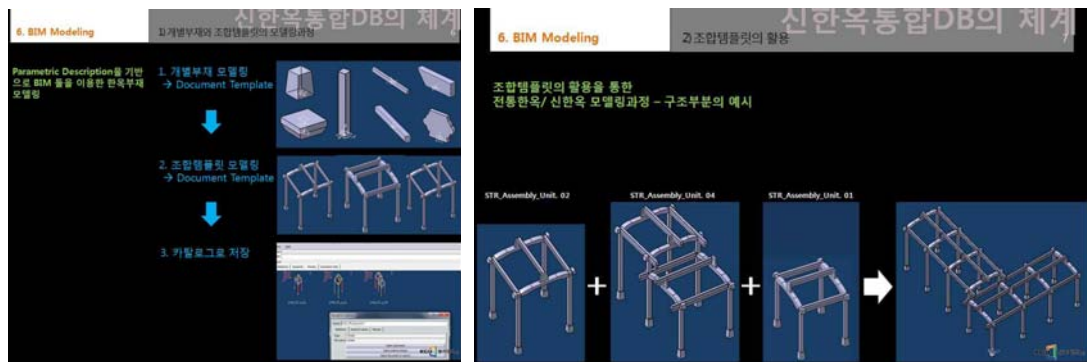 신한옥통합DB의 체계
6. BIM Modeling
1) 개별부재와 조합템플릿의 모델링과정
Parametric Description을 기반
으로 BIM 툴을 이용한 한옥부재
모델링
1. 개별부재 모델링
→ Document Template
2. 조합템플릿 모델링
→ Document Template
3. 카탈로그로 저장
신한옥통합DB의 체계
6. BIM Modeling
2) 조합템플릿의 활용
조합템플릿의 활용을 통한
전통한옥/ 신한옥 모델링과정 – 구조부분의 예시
STR_Assembly_Unit. 02
STR_Assembly_Unit. 04
STR_Assembly_Unit. 01
+
+